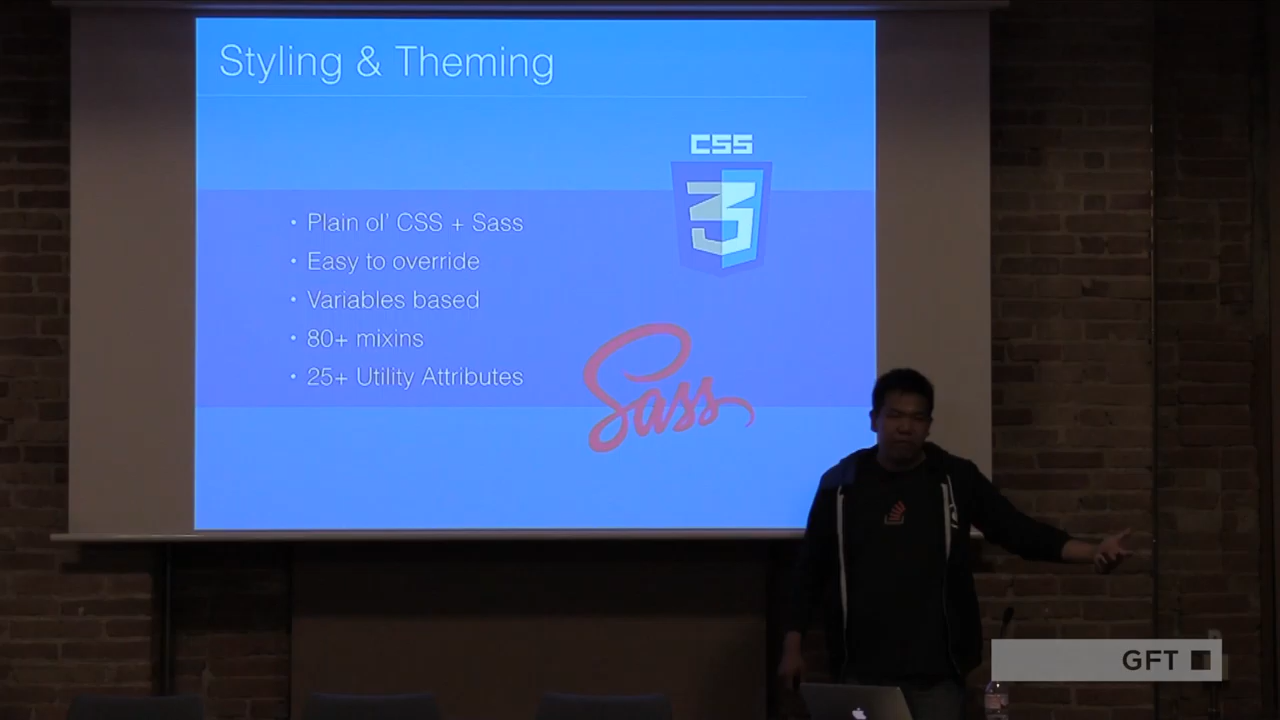 Styling & Theming
CSS
3
• Plain ol' CSS + Sass
• Easy to override
• Variables based
• 80+ mixins
• 25+ Utility Attributes
Sass
GFT